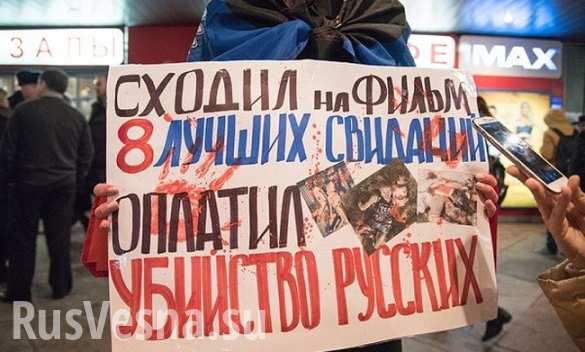 ЗАЛЫ
IMAX
СХОДИЛ НА ФИЛЬМ
8 ЛУЧШИХ СВИДАНИЙ
ОПЛАТИЛ
УБИЙСТВО РУССКИХ
RusVesna.su